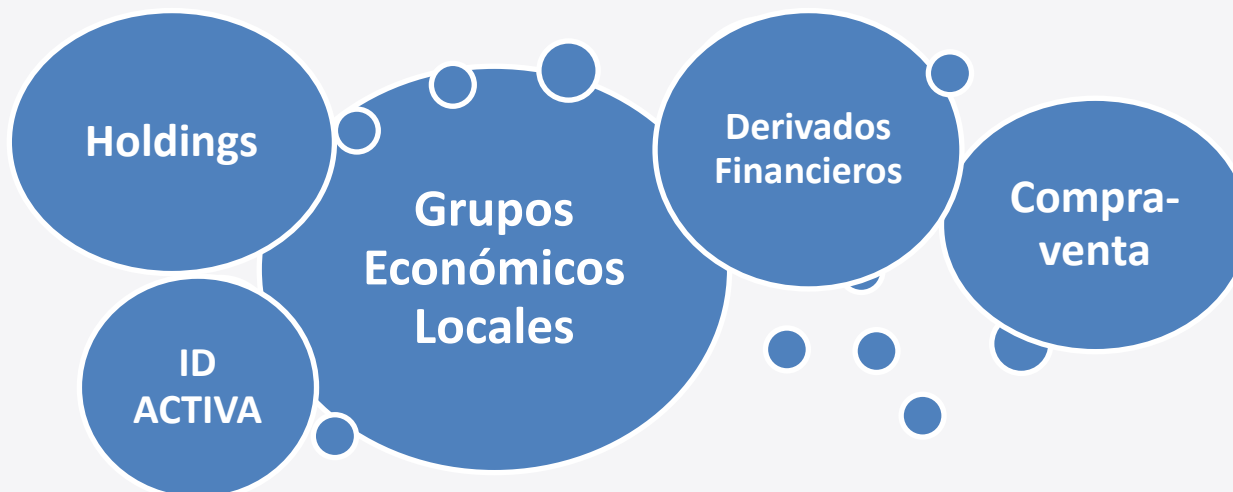 Holdings
Grupos
Económicos
Locales
Derivados
Financieros
Compra-
venta
ID
ACTIVA